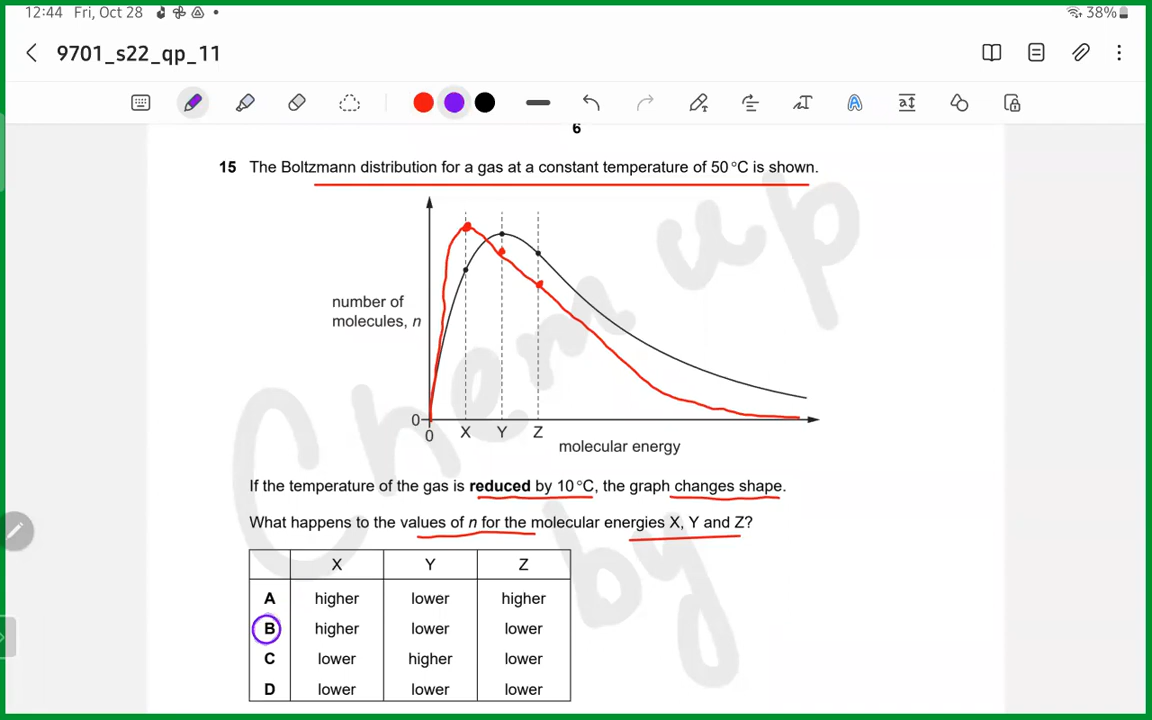 12:44 Fri, Oct 28
38%
9701_s22_qp_11
6
15 The Boltzmann distribution for a gas at a constant temperature of 50 °C is shown.
number of
molecules, n
0
0 X Y Z
molecular energy
If the temperature of the gas is reduced by 10 °C, the graph changes shape.
What happens to the values of n for the molecular energies X, Y and Z?
X Y Z
A higher lower higher
B higher lower lower
C lower higher lower
D lower lower lower
Chem up
by